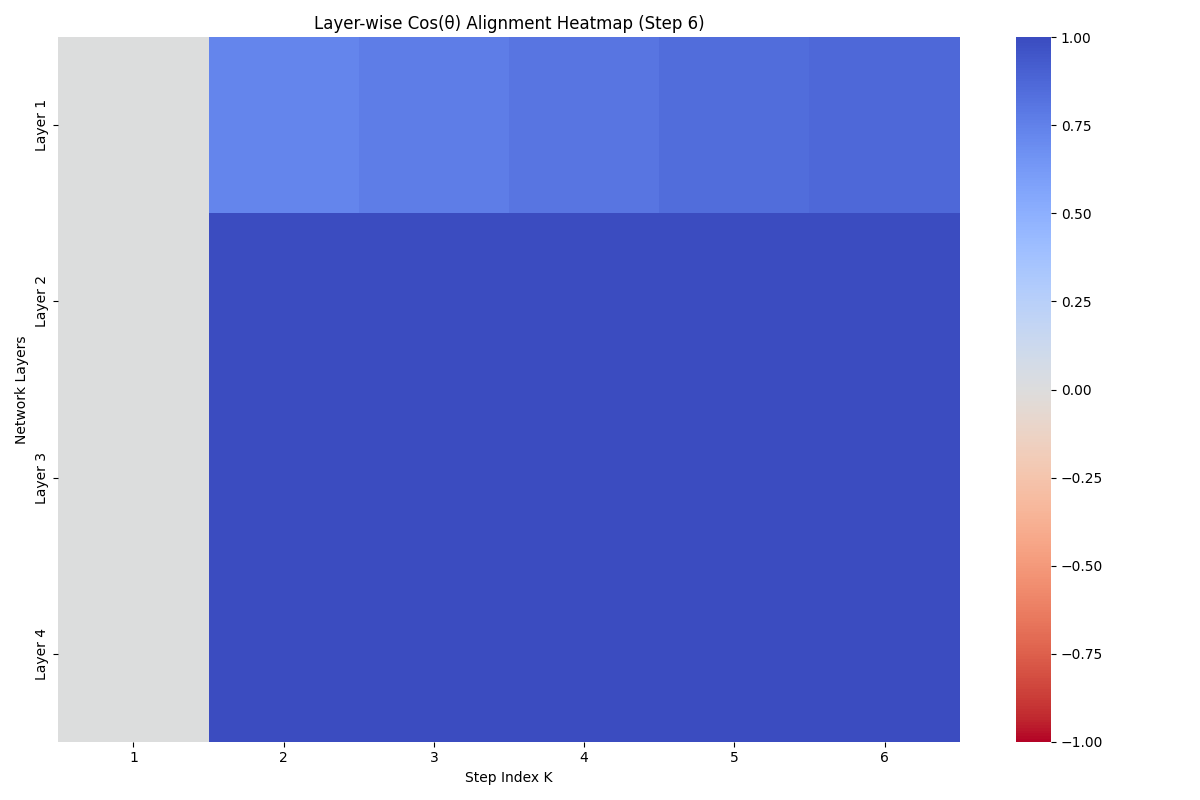 Layer-wise Cos(θ) Alignment Heatmap (Step 6)
Network Layers
Layer 1
Layer 2
Layer 3
Layer 4
1 2 3 4 5 6
Step Index K
1.00
0.75
0.50
0.25
0.00
−0.25
−0.50
−0.75
−1.00